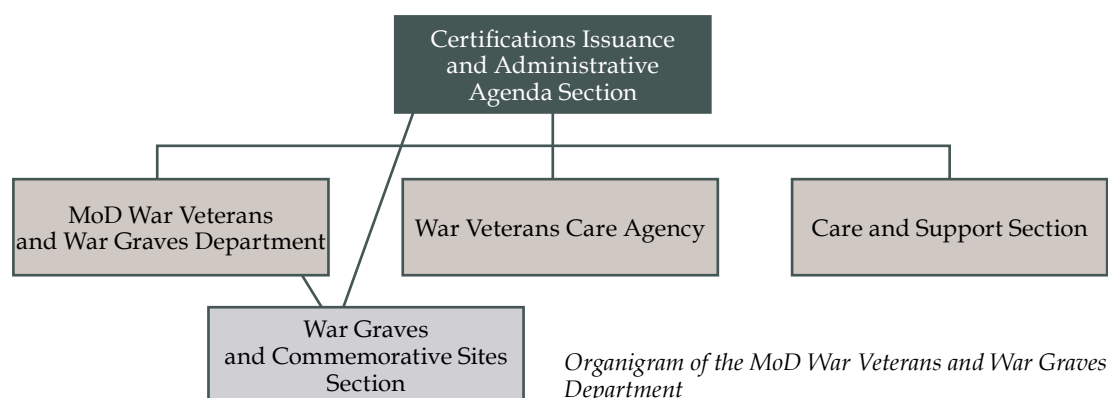 Certifications Issuance
and Administrative
Agenda Section
MoD War Veterans
and War Graves Department
War Veterans Care Agency
Care and Support Section
War Graves
and Commemorative Sites
Section
Organigram of the MoD War Veterans and War Graves
Department